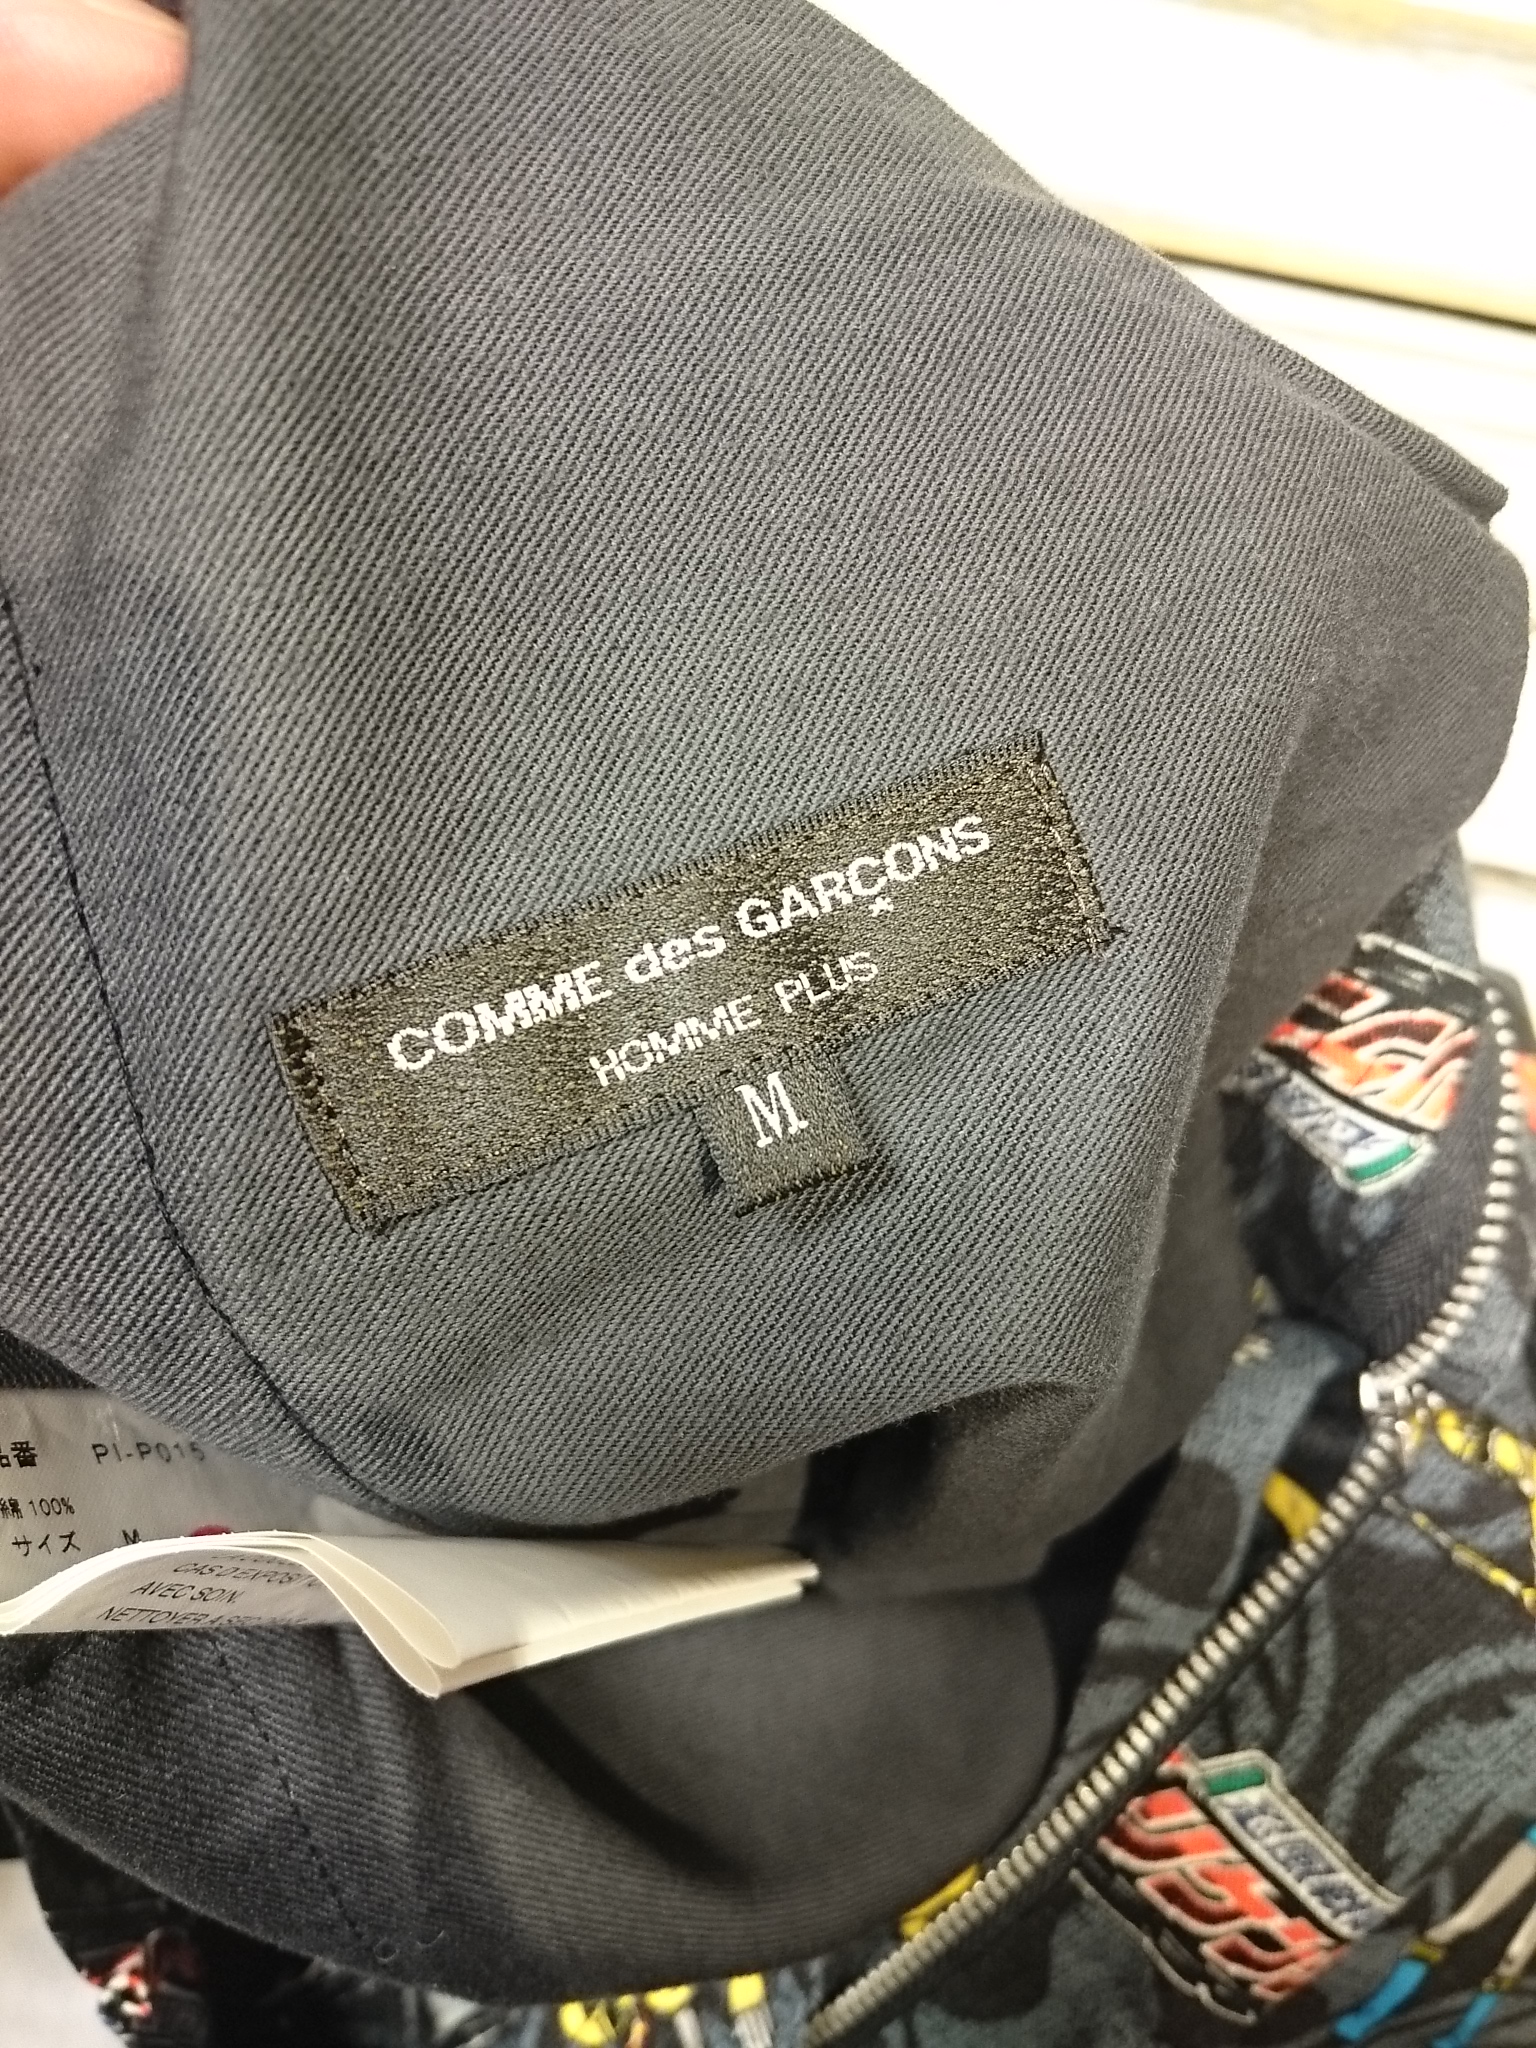 COMME des GARÇONS
HOMME PLUS
M
品番 PI-P015
綿 100%
サイズ M
CAS D'EXPOSITI
AVEC SOIN.
NETTOYER A SEC